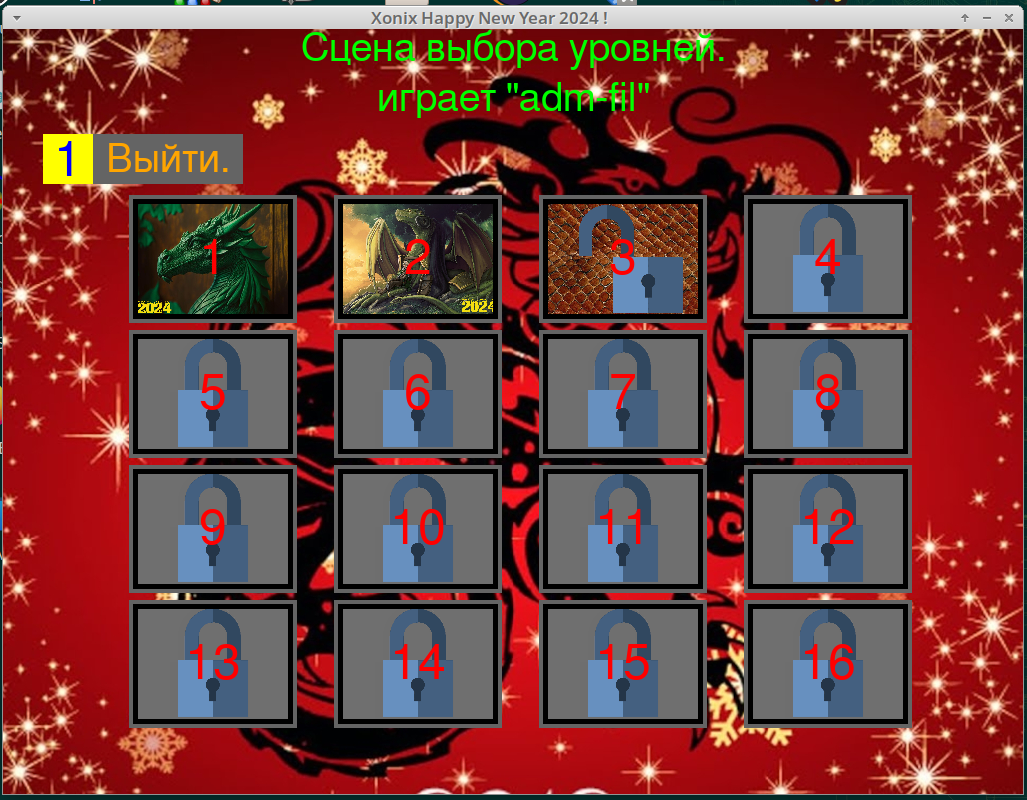 Xonix Happy New Year 2024 !
Сцена выбора уровней.
играет "adm-fil"
1 Выйти.
1 2 3 4
2024 2024
5 6 7 8
9 10 11 12
13 14 15 16